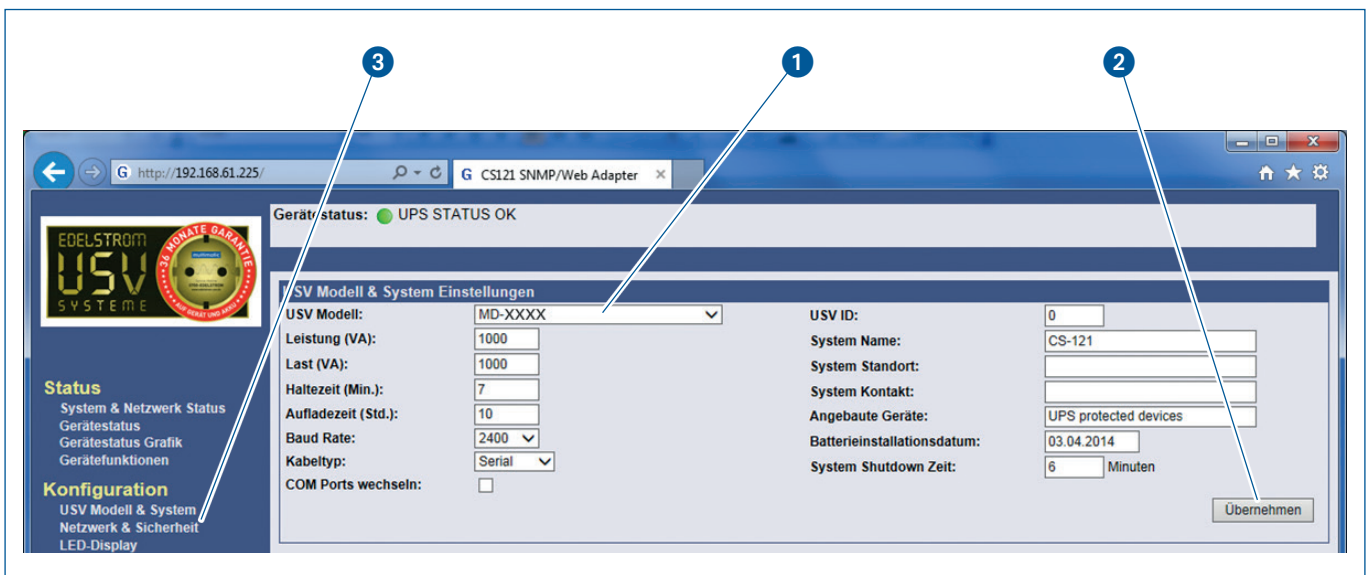 3
1
2
http://192.168.61.225/
G CS121 SNMP/Web Adapter
Gerätestatus: UPS STATUS OK
EDELSTROM
USV
SYSTEME
36 MONATE GARANTIE
AUF GERÄT UND AKKU
USV Modell & System Einstellungen
USV Modell: MD-XXXX
Leistung (VA): 1000
Last (VA): 1000
Haltezeit (Min.): 7
Aufladezeit (Std.): 10
Baud Rate: 2400
Kabeltyp: Serial
COM Ports wechseln:
USV ID: 0
System Name: CS-121
System Standort:
System Kontakt:
Angebaute Geräte: UPS protected devices
Batterieinstallationsdatum: 03.04.2014
System Shutdown Zeit: 6 Minuten
Übernehmen
Status
System & Netzwerk Status
Gerätestatus
Gerätestatus Grafik
Gerätefunktionen
Konfiguration
USV Modell & System
Netzwerk & Sicherheit
LED-Display